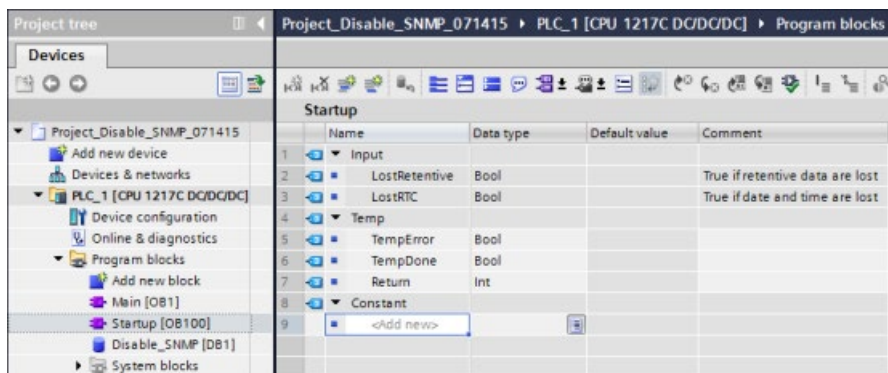 Project tree
Project_Disable_SNMP_071415 ▸ PLC_1 [CPU 1217C DC/DC/DC] ▸ Program blocks
Devices
Project_Disable_SNMP_071415
Add new device
Devices & networks
PLC_1 [CPU 1217C DC/DC/DC]
Device configuration
Online & diagnostics
Program blocks
Add new block
Main [OB1]
Startup [OB100]
Disable_SNMP [DB1]
System blocks
Startup
Name Data type Default value Comment
1 Input
2 LostRetentive Bool True if retentive data are lost
3 LostRTC Bool True if date and time are lost
4 Temp
5 TempError Bool
6 TempDone Bool
7 Return Int
8 Constant
9 <Add new>